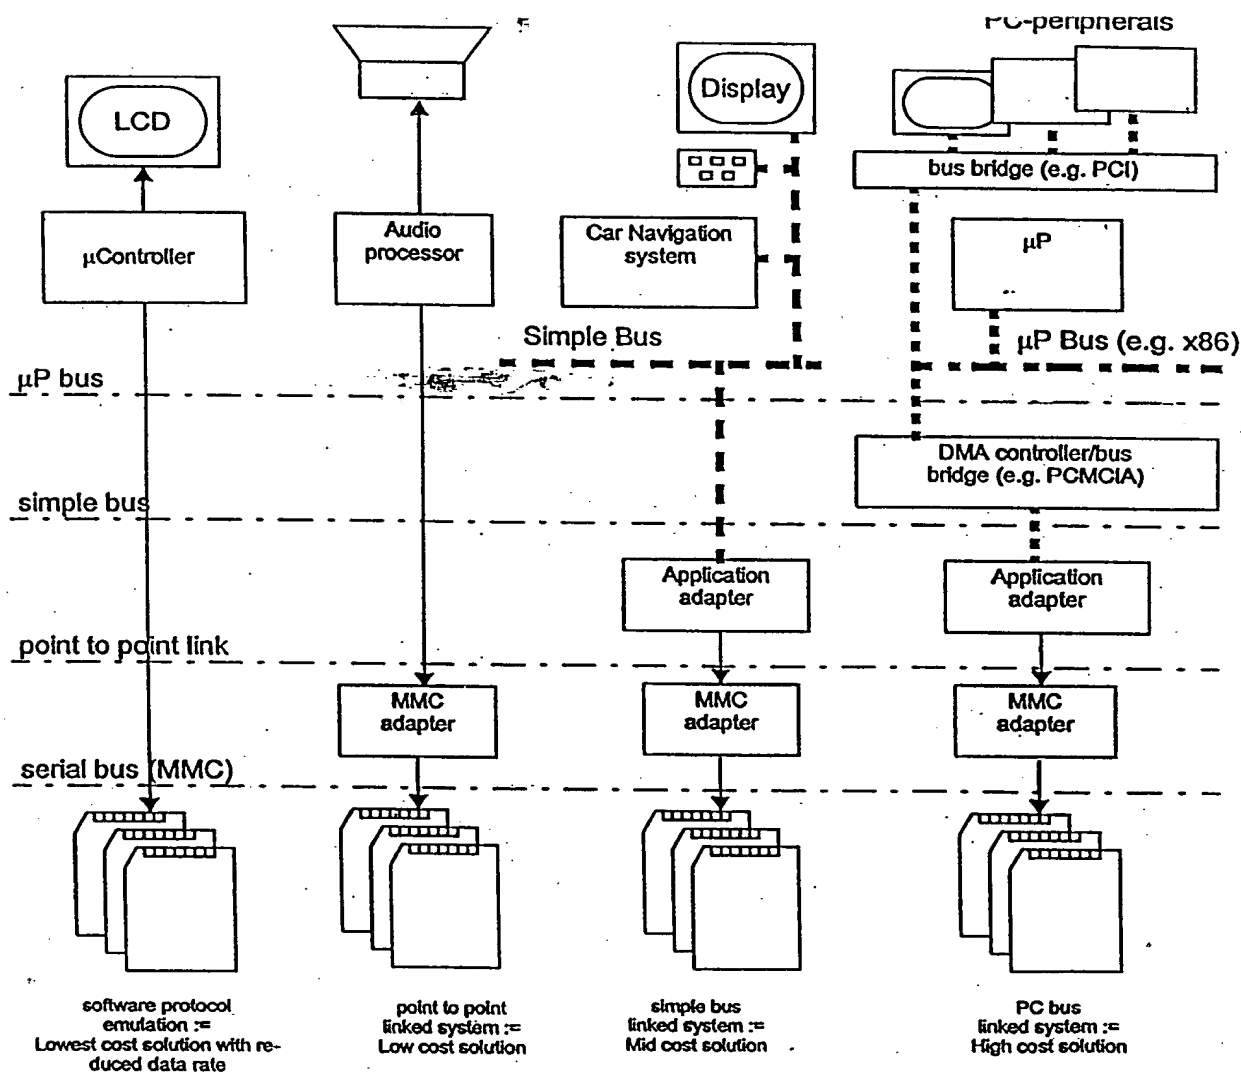 PC-peripherals
LCD
Display
bus bridge (e.g. PCI)
µController
Audio
processor
Car Navigation
system
µP
Simple Bus
µP Bus (e.g. x86)
µP bus
DMA controller/bus
bridge (e.g. PCMCIA)
simple bus
Application
adapter
Application
adapter
point to point link
MMC
adapter
MMC
adapter
MMC
adapter
serial bus (MMC)
software protocol
emulation :=
Lowest cost solution with re-
duced data rate
point to point
linked system :=
Low cost solution
simple bus
linked system :=
Mid cost solution
PC bus
linked system :=
High cost solution